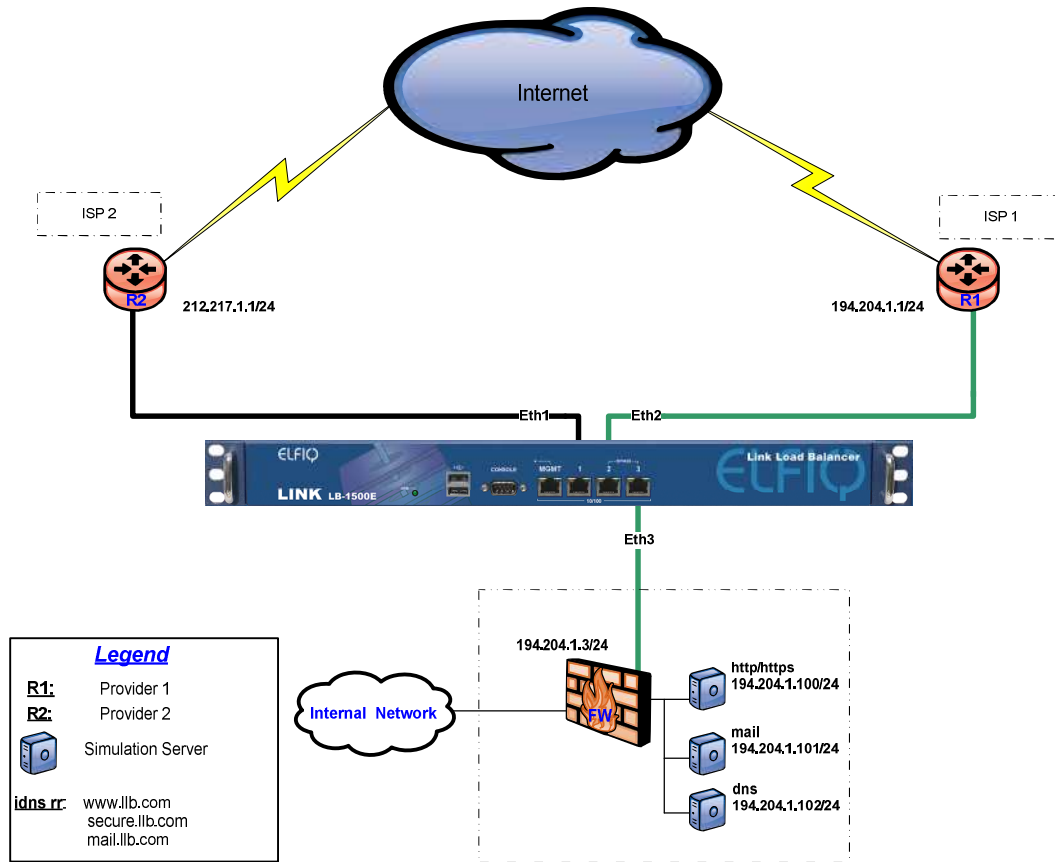 Internet
ISP 2
ISP 1
R2
212.217.1.1/24
R1
194.204.1.1/24
Eth1
Eth2
ELFIQ
LINK LB-1500E
CONSOLE
MGMT 1 2 3
10/100
Link Load Balancer
ELFIQ
Eth3
194.204.1.3/24
FW
Internal Network
http/https
194.204.1.100/24
mail
194.204.1.101/24
dns
194.204.1.102/24
Legend
R1: Provider 1
R2: Provider 2
Simulation Server
idns rr: www.llb.com
secure.llb.com
mail.llb.com